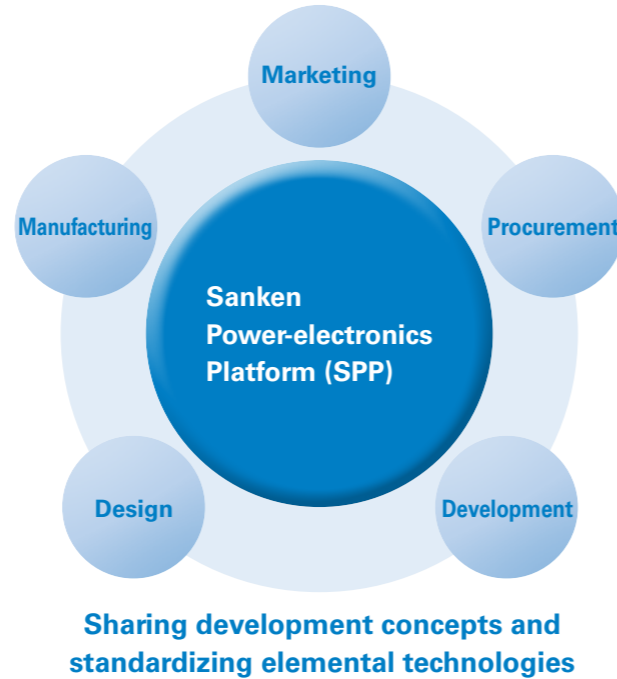 Marketing
Manufacturing
Procurement
Sanken
Power-electronics
Platform (SPP)
Design
Development
Sharing development concepts and
standardizing elemental technologies